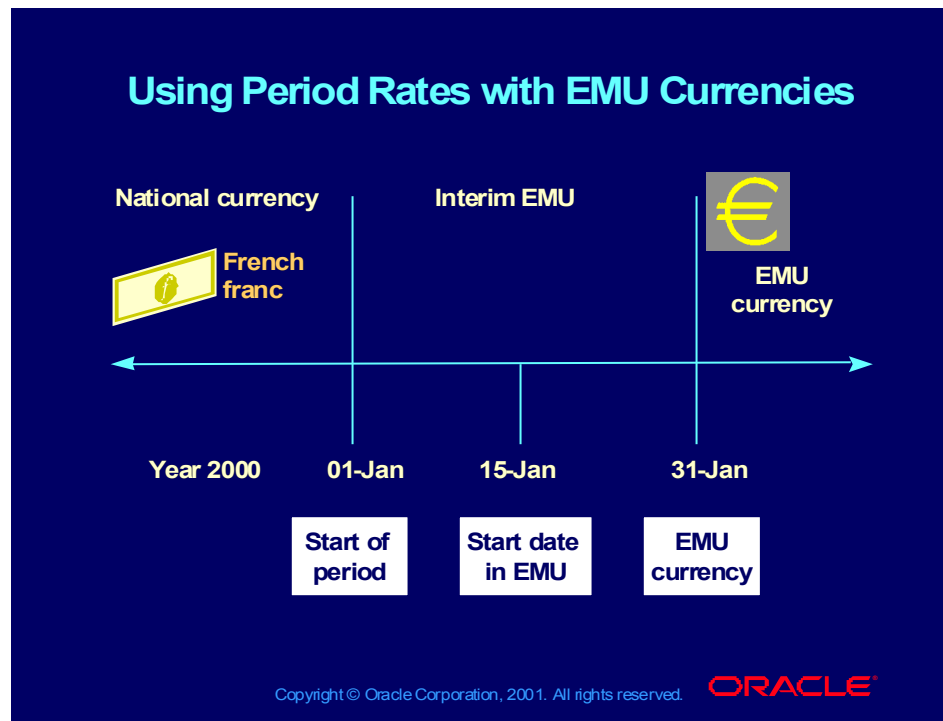 Using Period Rates with EMU Currencies
National currency
Interim EMU
€
French
franc
EMU
currency
Year 2000
01-Jan
15-Jan
31-Jan
Start of
period
Start date
in EMU
EMU
currency
Copyright © Oracle Corporation, 2001. All rights reserved.
ORACLE®